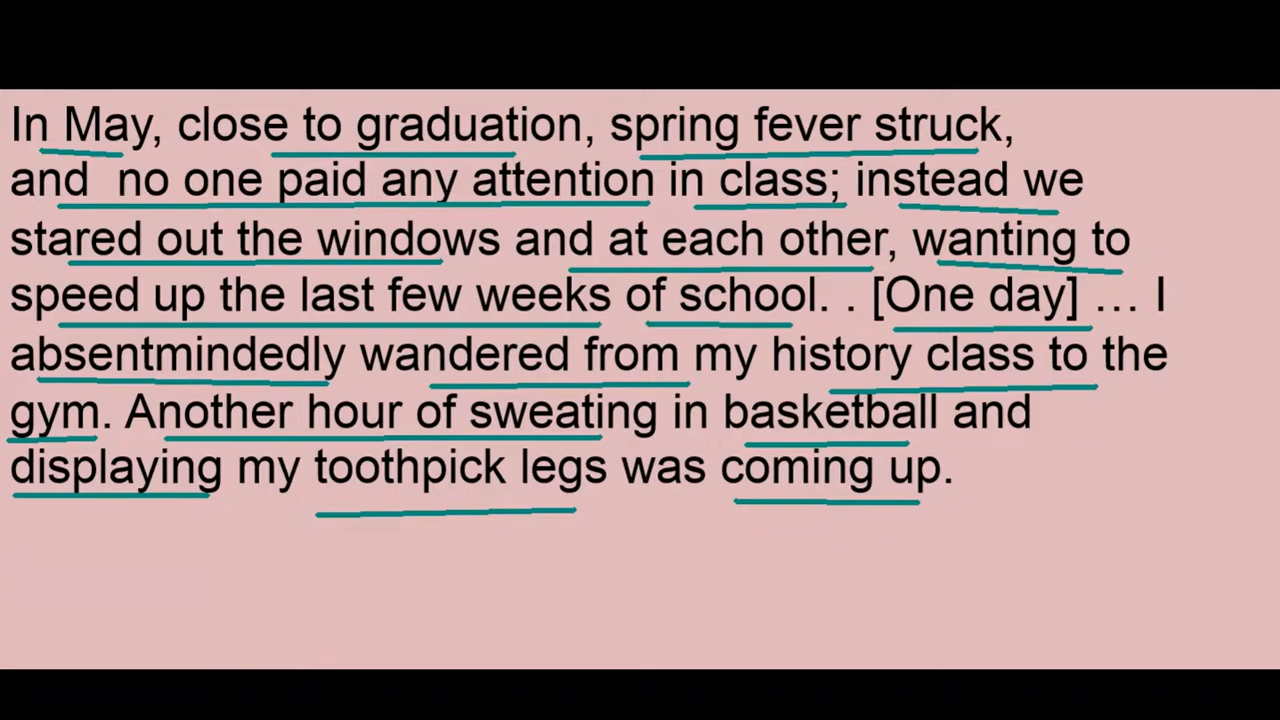 In May, close to graduation, spring fever struck,
and  no one paid any attention in class; instead we
stared out the windows and at each other, wanting to
speed up the last few weeks of school. . [One day] … I
absentmindedly wandered from my history class to the
gym. Another hour of sweating in basketball and
displaying my toothpick legs was coming up.